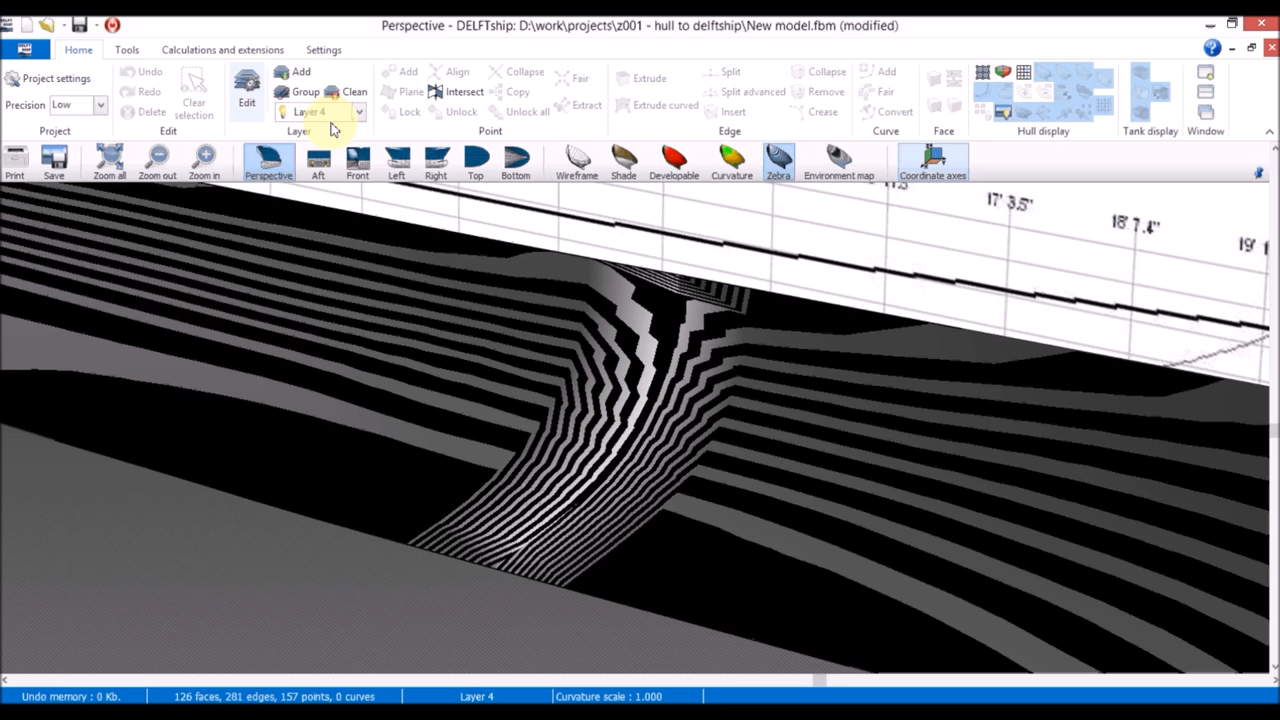 Perspective - DELFTship: D:\work\projects\z001 - hull to delftship\New model.fbm (modified)
Home Tools Calculations and extensions Settings
Project settings Undo Add Add Align Collapse Fair Extrude Split Collapse Add
Precision Low Redo Clear selection Edit Group Clean Plane Intersect Copy Extract Extrude curved Split advanced Remove Fair
Delete Layer 4 Lock Unlock Unlock all Insert Crease Convert
Project Edit Layer Point Edge Curve Face Hull display Tank display Window
Print Save Zoom all Zoom out Zoom in Perspective Aft Front Left Right Top Bottom Wireframe Shade Developable Curvature Zebra Environment map Coordinate axes
17' 3.5"
18' 7.4"
19'
Undo memory : 0 Kb. 126 faces, 281 edges, 157 points, 0 curves Layer 4 Curvature scale : 1.000